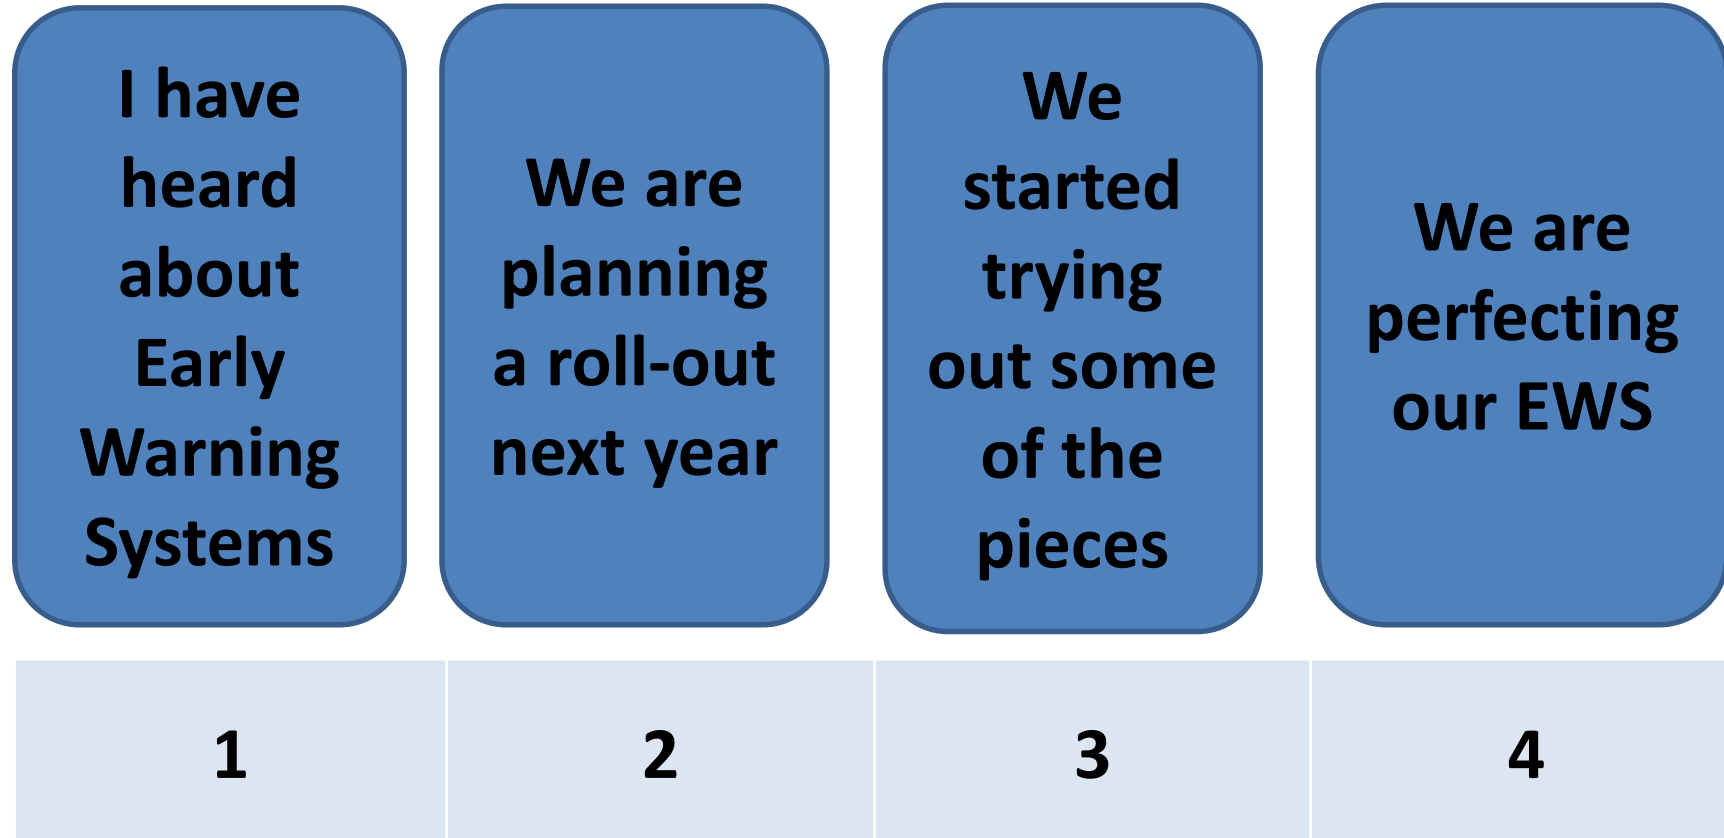 I have
heard
about
Early
Warning
Systems
We are
planning
a roll-out
next year
We
started
trying
out some
of the
pieces
We are
perfecting
our EWS
1
2
3
4